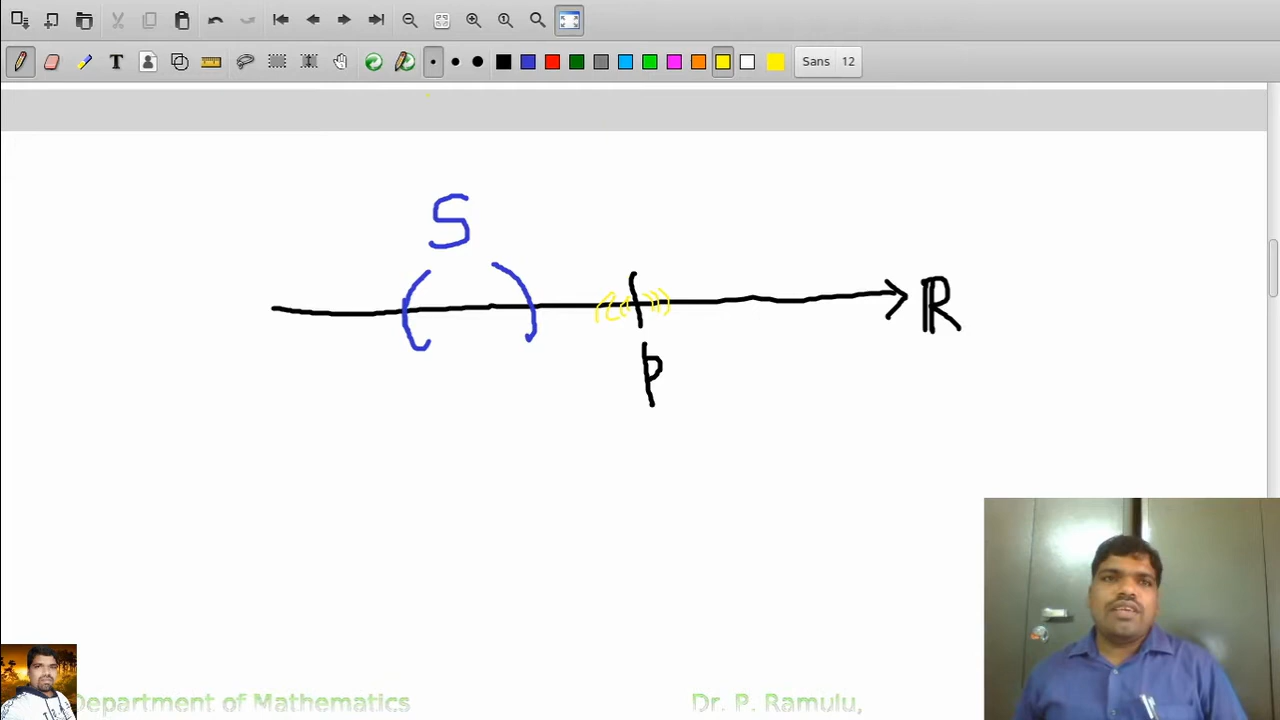 Sans 12
S
ℝ
p
Department of Mathematics Dr. P. Ramulu,